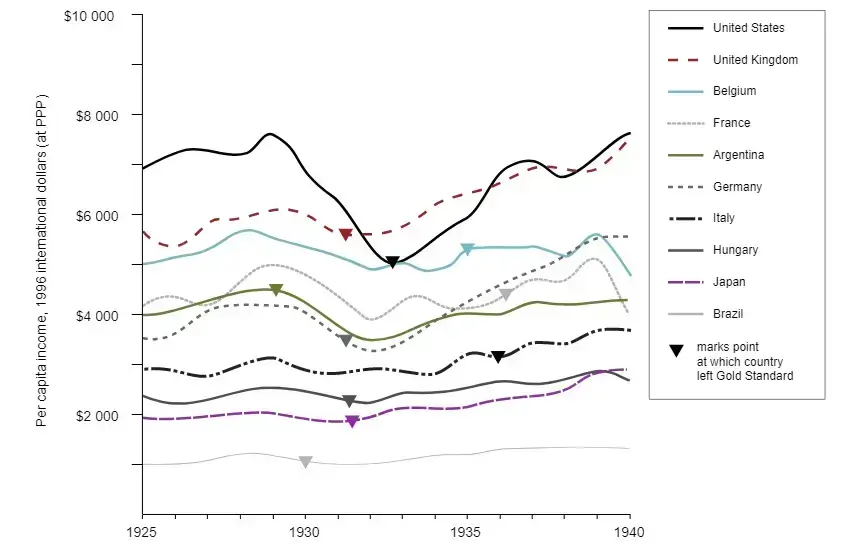 Per capita income, 1996 international dollars (at PPP)
$10 000
$8 000
$6 000
$4 000
$2 000
1925
1930
1935
1940
United States
United Kingdom
Belgium
France
Argentina
Germany
Italy
Hungary
Japan
Brazil
marks point
at which country
left Gold Standard